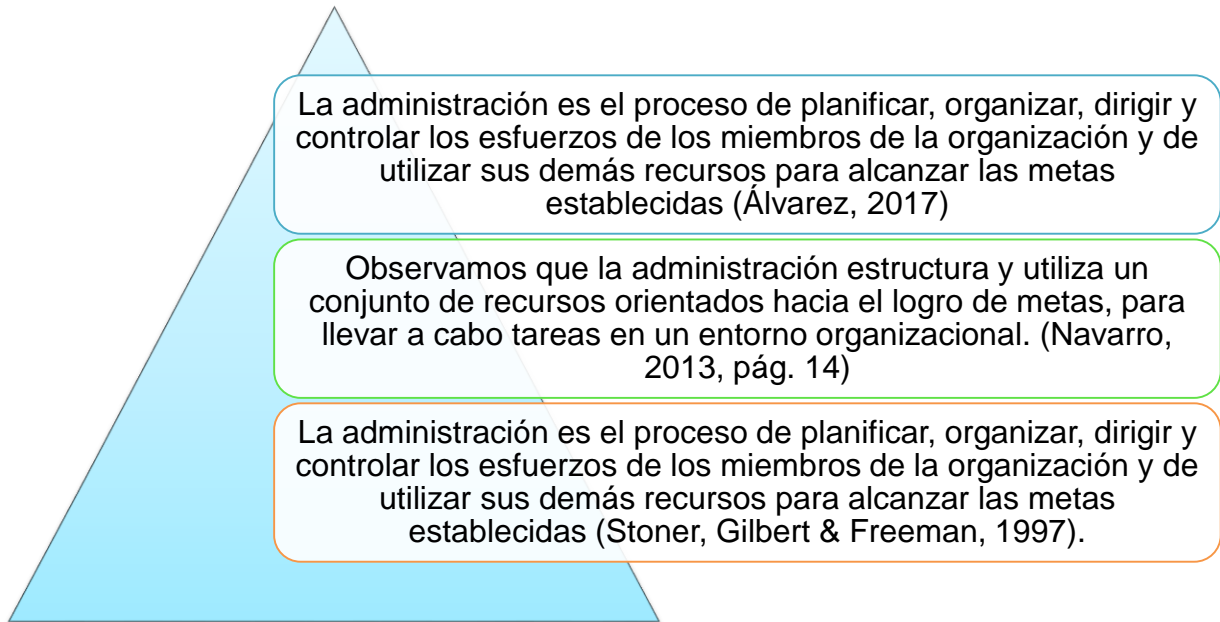 La administración es el proceso de planificar, organizar, dirigir y
controlar los esfuerzos de los miembros de la organización y de
utilizar sus demás recursos para alcanzar las metas
establecidas (Álvarez, 2017)
Observamos que la administración estructura y utiliza un
conjunto de recursos orientados hacia el logro de metas, para
llevar a cabo tareas en un entorno organizacional. (Navarro,
2013, pág. 14)
La administración es el proceso de planificar, organizar, dirigir y
controlar los esfuerzos de los miembros de la organización y de
utilizar sus demás recursos para alcanzar las metas
establecidas (Stoner, Gilbert & Freeman, 1997).